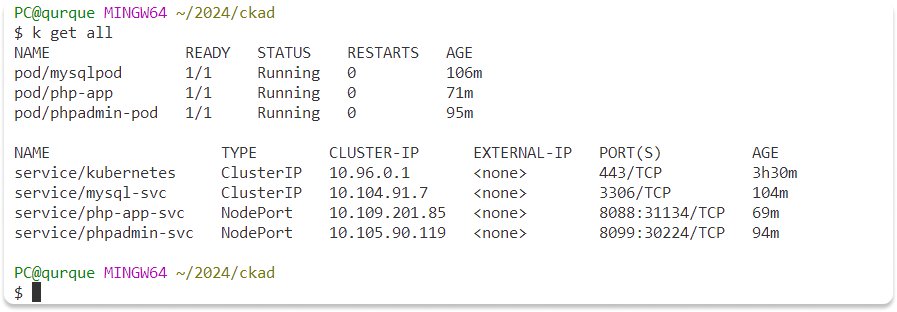 PC@qurque MINGW64 ~/2024/ckad
$ k get all
NAME READY STATUS RESTARTS AGE
pod/mysqlpod 1/1 Running 0 106m
pod/php-app 1/1 Running 0 71m
pod/phpadmin-pod 1/1 Running 0 95m
NAME TYPE CLUSTER-IP EXTERNAL-IP PORT(S) AGE
service/kubernetes ClusterIP 10.96.0.1 <none> 443/TCP 3h30m
service/mysql-svc ClusterIP 10.104.91.7 <none> 3306/TCP 104m
service/php-app-svc NodePort 10.109.201.85 <none> 8088:31134/TCP 69m
service/phpadmin-svc NodePort 10.105.90.119 <none> 8099:30224/TCP 94m
PC@qurque MINGW64 ~/2024/ckad
$